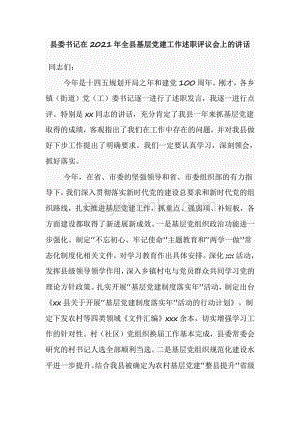 县委书记在 2021 年全县基层党建工作述职评议会上的讲话
同志们：
今年是十四五规划开局之年和建党 100 周年。刚才，各乡
镇（街道）党（工）委书记逐一进行了述职发言，我逐一进行了点
评。特别是 xx 同志的讲话，充分肯定了我县一年来抓基层党建
取得的成绩，客观指出了我们在工作中存在的问题，并对我县做
好下步工作提出了明确要求，我们一定要认真学习，深刻领会，
抓好落实。
今年，在省、市委的坚强领导和省、市委组织部的有力指
导下，我们深入贯彻落实新时代党的建设总要求和新时代党的组
织路线，扎实推进基层党建工作，抓重点、强弱项、补短板，各
方面建设都取得了新成效。一是基层党组织政治功能进一
步强化。制定“不忘初心、牢记使命”主题教育和“两学一做”常
态化制度化相关文件，对学习教育作出具体安排。深化 xx 活动，
发挥县级领导领学作用，深入乡镇村屯与党员群众共同学习党的
理论方针政策。扎实开展“基层党建制度落实年”活动，制定出台
《xx 县关于开展“基层党建制度落实年”活动的行动计划》，制
定下发农村等四类领域《文件汇编》xxx 余本，切实增强学习工
作的针对性。村（社区）党组织换届工作基本完成，县委常委会
研究的村书记人选全部顺利当选。二是基层党组织规范化建设水
平进一步提升。结合我县被确定为农村基层党建“整县提升”省级